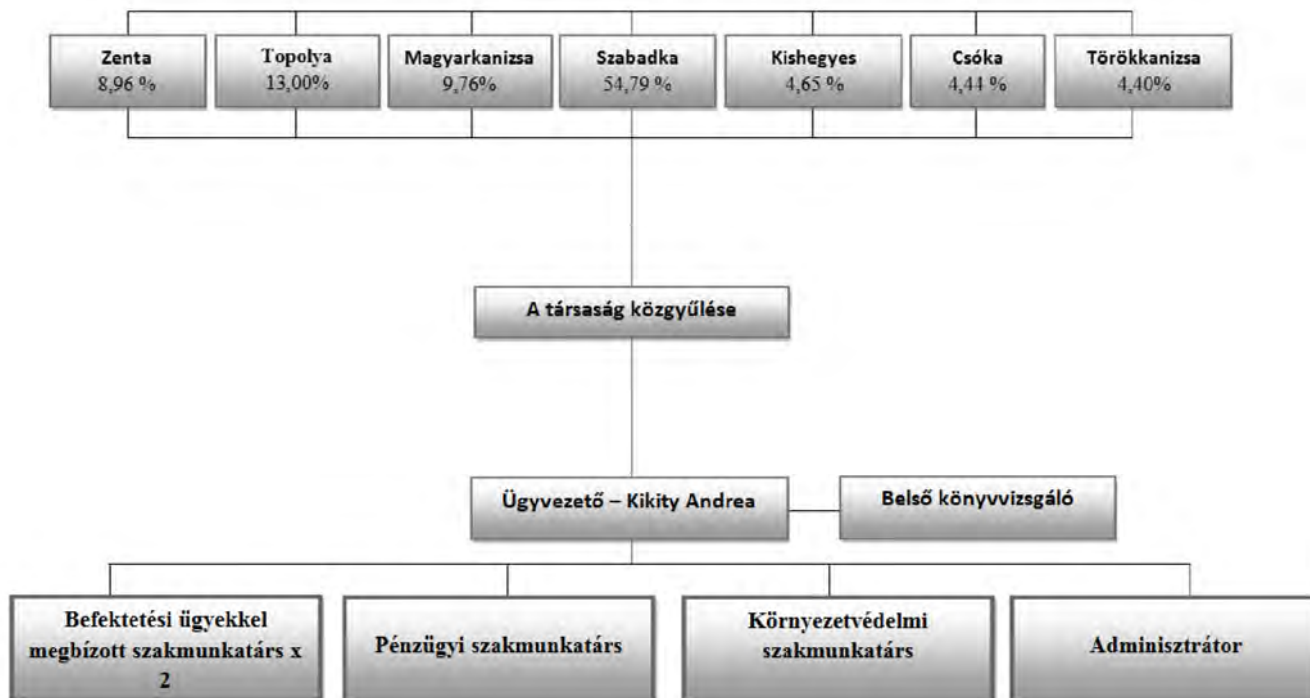 Zenta
8,96 %
Topolya
13,00%
Magyarkanizsa
9,76%
Szabadka
54,79 %
Kishegyes
4,65 %
Csóka
4,44 %
Törökkanizsa
4,40%
A társaság közgyűlése
Ügyvezető – Kikity Andrea
Belső könyvvizsgáló
Befektetési ügyekkel
megbízott szakmunkatárs x
2
Pénzügyi szakmunkatárs
Környezetvédelmi
szakmunkatárs
Adminisztrátor